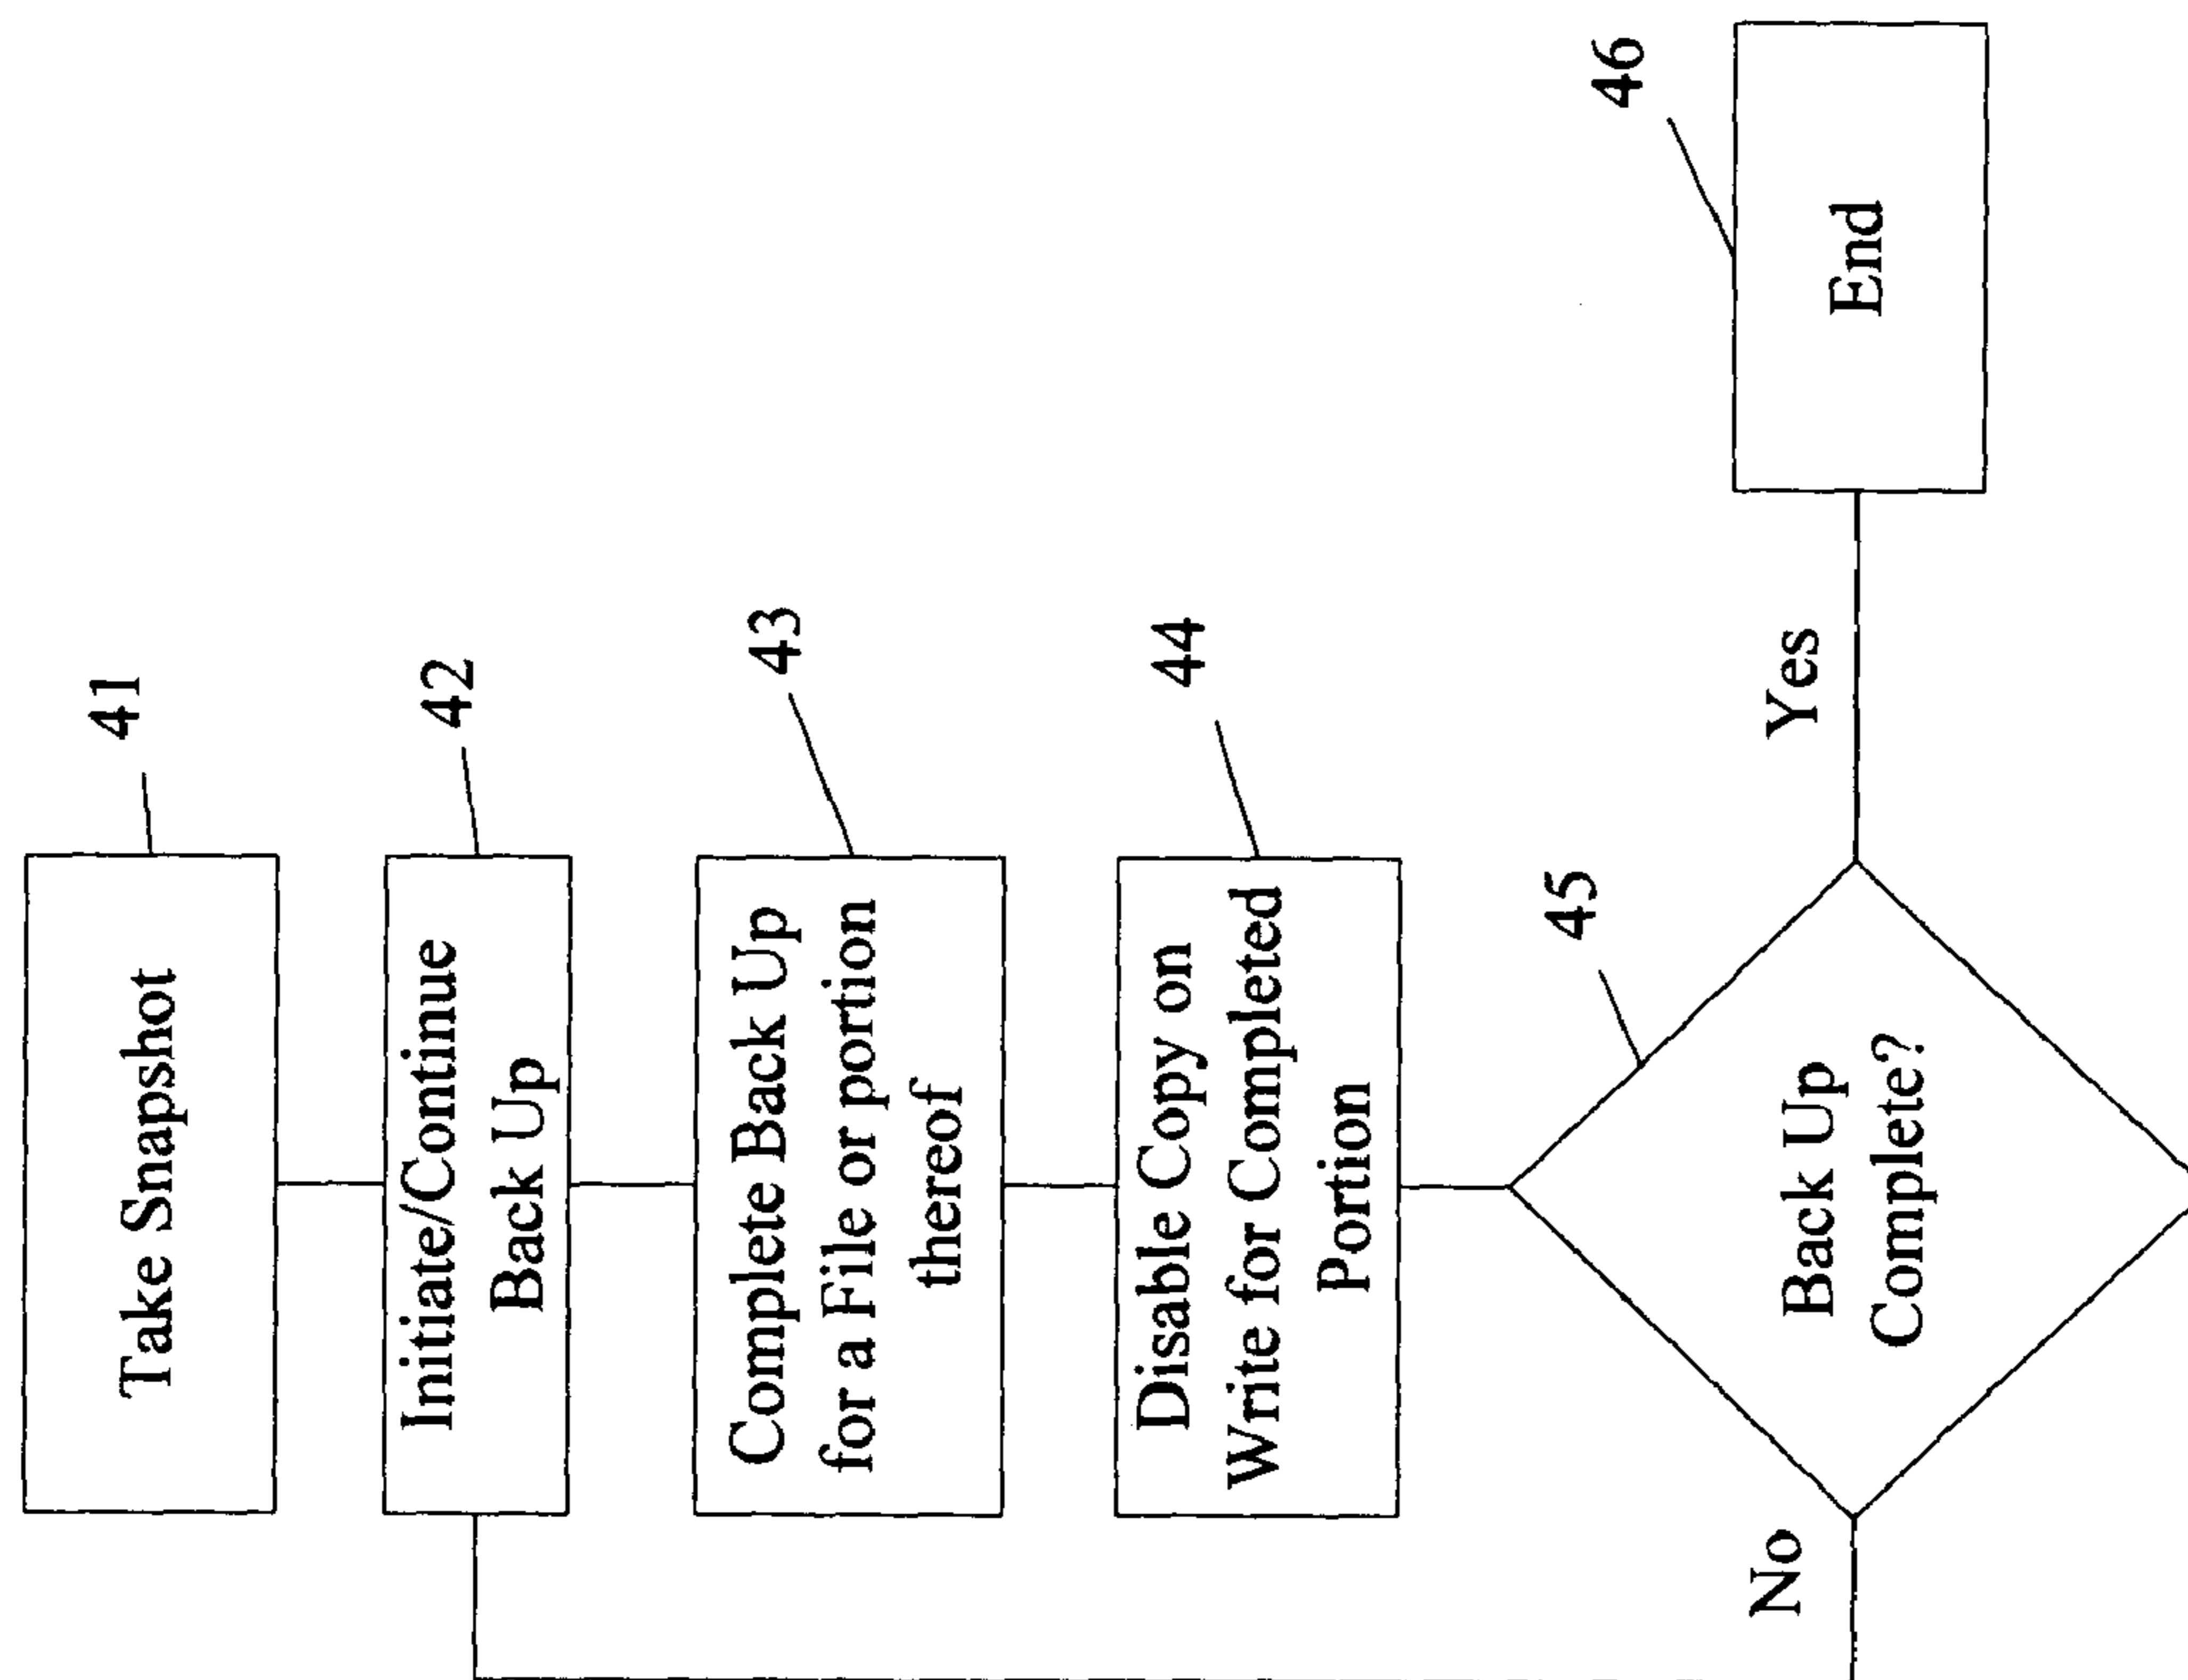 41
Take Snapshot
42
Initiate/Continue
Back Up
43
Complete Back Up
for a File or portion
thereof
44
Disable Copy on
Write for Completed
Portion
45
Back Up
Complete?
No
Yes
46
End